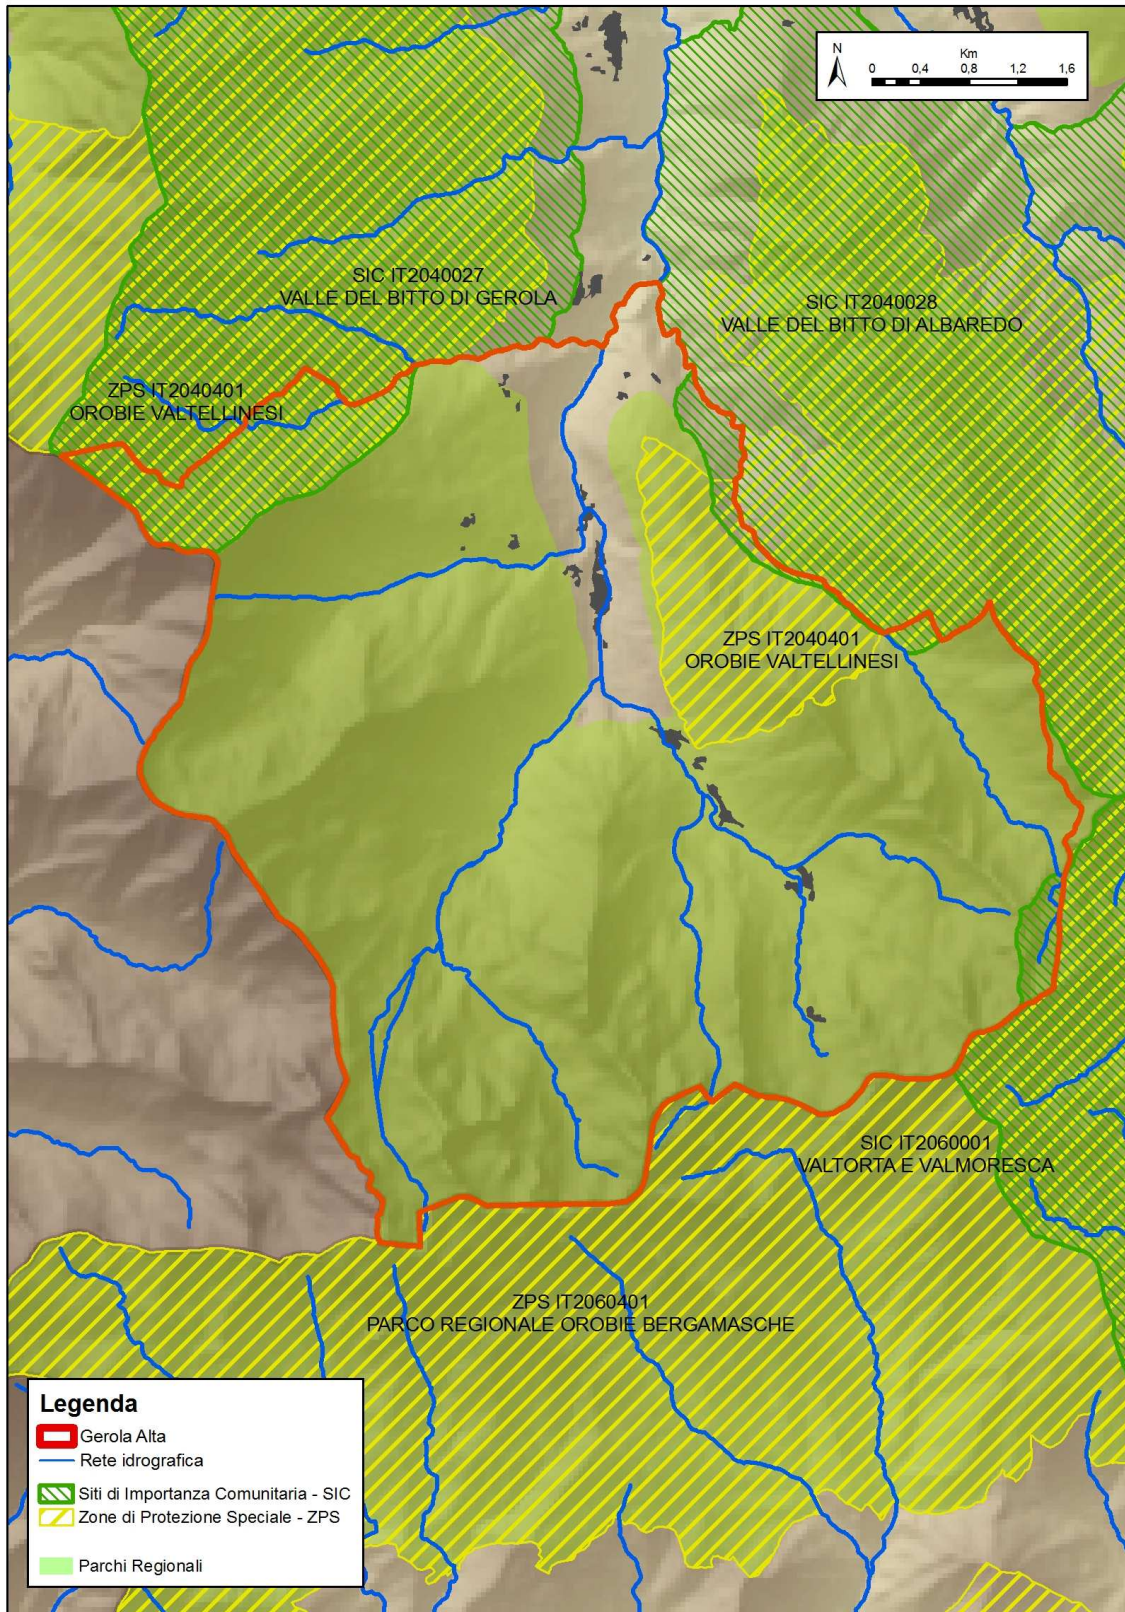 N
Km
0 0,4 0,8 1,2 1,6
SIC IT2040027
VALLE DEL BITTO DI GEROLA
SIC IT2040028
VALLE DEL BITTO DI ALBAREDO
ZPS IT2040401
OROBIE VALTELLINESI
ZPS IT2040401
OROBIE VALTELLINESI
SIC IT2060001
VALTORTA E VALMORESCA
ZPS IT2060401
PARCO REGIONALE OROBIE BERGAMASCHE
Legenda
Gerola Alta
Rete idrografica
Siti di Importanza Comunitaria - SIC
Zone di Protezione Speciale - ZPS
Parchi Regionali